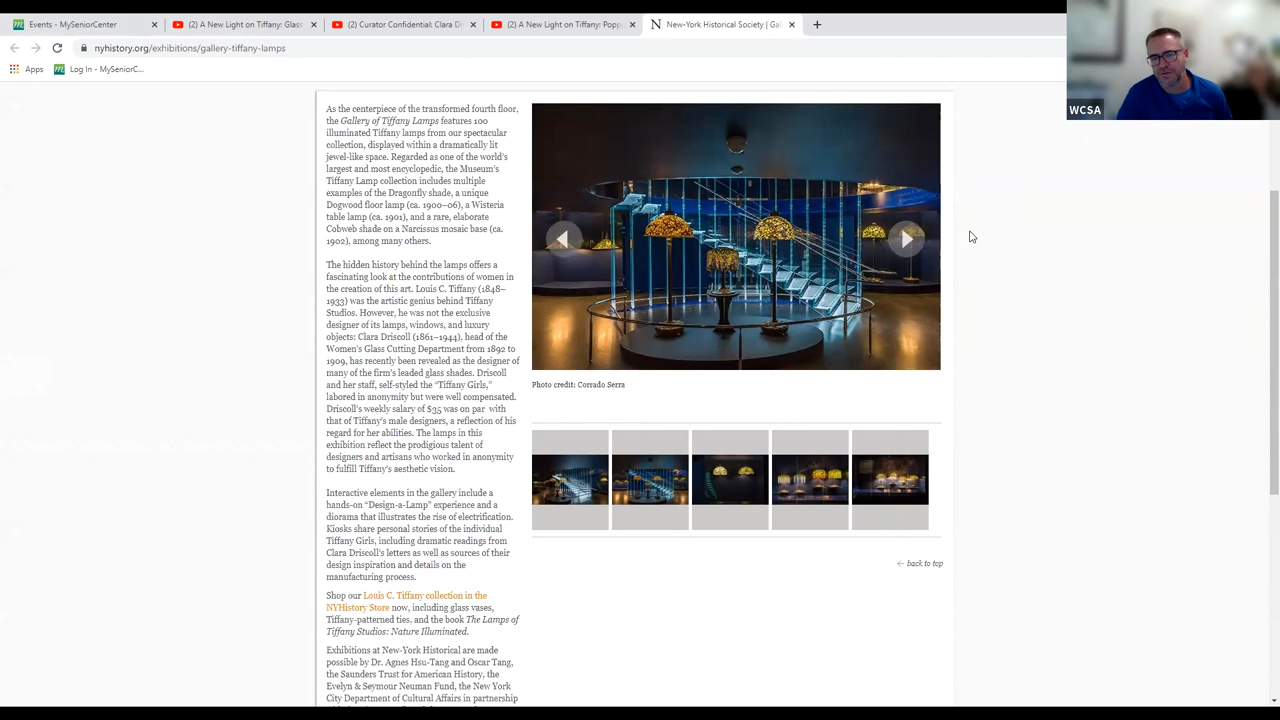 Events - MySeniorCenter
(2) A New Light on Tiffany: Glass
(2) Curator Confidential: Clara D
(2) A New Light on Tiffany: Popp
New-York Historical Society | Gal
nyhistory.org/exhibitions/gallery-tiffany-lamps
Apps
Log In - MySeniorC...
WCSA
As the centerpiece of the transformed fourth floor,
the Gallery of Tiffany Lamps features 100
illuminated Tiffany lamps from our spectacular
collection, displayed within a dramatically lit
jewel-like space. Regarded as one of the world's
largest and most encyclopedic, the Museum's
Tiffany Lamp collection includes multiple
examples of the Dragonfly shade, a unique
Dogwood floor lamp (ca. 1900–06), a Wisteria
table lamp (ca. 1901), and a rare, elaborate
Cobweb shade on a Narcissus mosaic base (ca.
1902), among many others.
The hidden history behind the lamps offers a
fascinating look at the contributions of women in
the creation of this art. Louis C. Tiffany (1848–
1933) was the artistic genius behind Tiffany
Studios. However, he was not the exclusive
designer of its lamps, windows, and luxury
objects: Clara Driscoll (1861–1944), head of the
Women's Glass Cutting Department from 1892 to
1909, has recently been revealed as the designer of
many of the firm's leaded glass shades. Driscoll
and her staff, self-styled the "Tiffany Girls,"
labored in anonymity but were well compensated.
Driscoll's weekly salary of $35 was on par with
that of Tiffany's male designers, a reflection of his
regard for her abilities. The lamps in this
exhibition reflect the prodigious talent of
designers and artisans who worked in anonymity
to fulfill Tiffany's aesthetic vision.
Interactive elements in the gallery include a
hands-on "Design-a-Lamp" experience and a
diorama that illustrates the rise of electrification.
Kiosks share personal stories of the individual
Tiffany Girls, including dramatic readings from
Clara Driscoll's letters as well as sources of their
design inspiration and details on the
manufacturing process.
Shop our Louis C. Tiffany collection in the
NYHistory Store now, including glass vases,
Tiffany-patterned ties, and the book The Lamps of
Tiffany Studios: Nature Illuminated.
Exhibitions at New-York Historical are made
possible by Dr. Agnes Hsu-Tang and Oscar Tang,
the Saunders Trust for American History, the
Evelyn & Seymour Neuman Fund, the New York
City Department of Cultural Affairs in partnership
Photo credit: Corrado Serra
← back to top